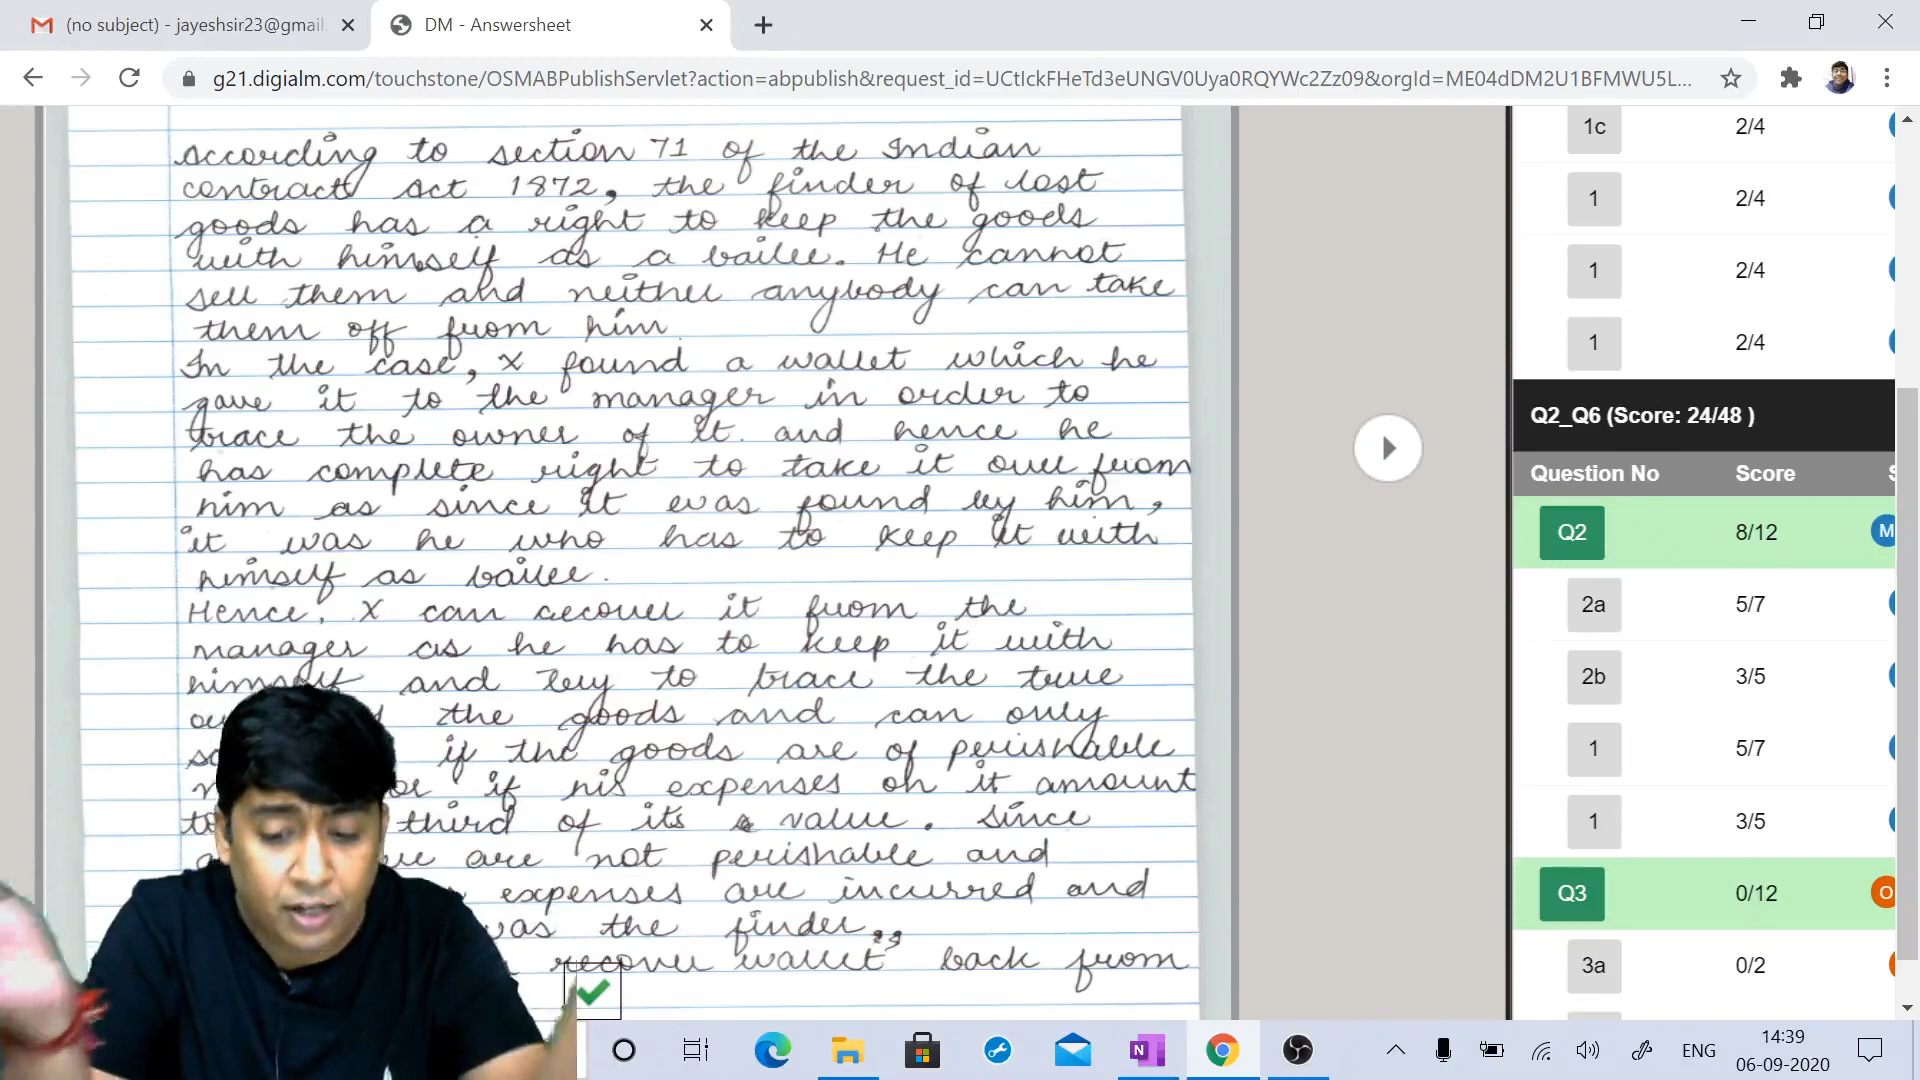 (no subject) - jayeshsir23@gmail.
DM - Answersheet
g21.digialm.com/touchstone/OSMABPublishServlet?action=abpublish&request_id=UCtIckFHeTd3eUNGV0Uya0RQYWc2Zz09&orgId=ME04dDM2U1BFMWU5L...
According to section 71 of the Indian
contract Act 1872, the finder of lost
goods has a right to keep the goods
with himself as a bailee. He cannot
sell them and neither anybody can take
them off from him
In the case, X found a wallet which he
gave it to the manager in order to
trace the owner of it. and hence he
has complete right to take it over from
him as since it was found by him,
it was he who has to keep it with
himself as bailee.
Hence, X can recover it from the
manager as he has to keep it with
himself and try to trace the true
the goods and can only
if the goods are of perishable
or if his expenses on it amount
to third of its value. Since
are not perishable and
expenses are incurred and
was the finder,
recover wallet" back from
1c 2/4
1 2/4
1 2/4
1 2/4
Q2_Q6 (Score: 24/48 )
Question No Score S
Q2 8/12 M
2a 5/7
2b 3/5
1 5/7
1 3/5
Q3 0/12 O
3a 0/2
N
ENG
14:39
06-09-2020